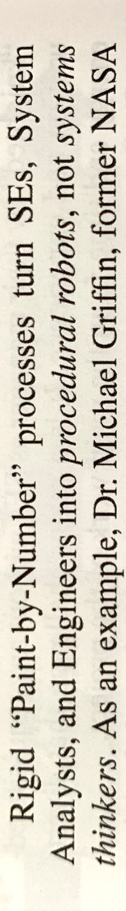 Rigid “Paint-by-Number” processes turn SEs, System
Analysts, and Engineers into procedural robots, not systems
thinkers. As an example, Dr. Michael Griffin, former NASA